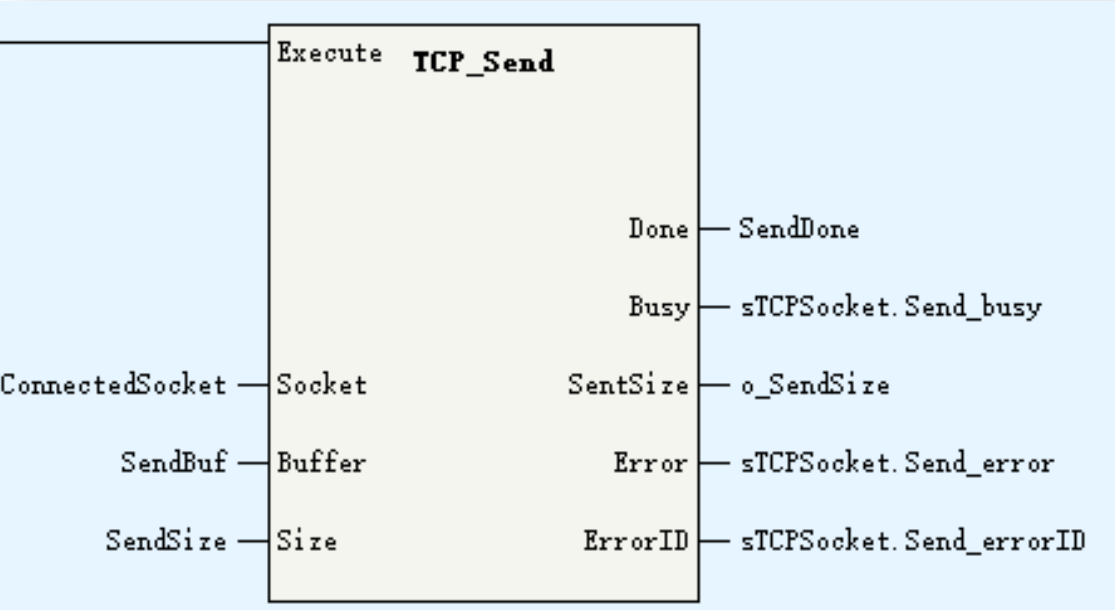 Execute TCP_Send
Done SendDone
Busy sTCPSocket.Send_busy
ConnectedSocket Socket SentSize o_SendSize
SendBuf Buffer Error sTCPSocket.Send_error
SendSize Size ErrorID sTCPSocket.Send_errorID